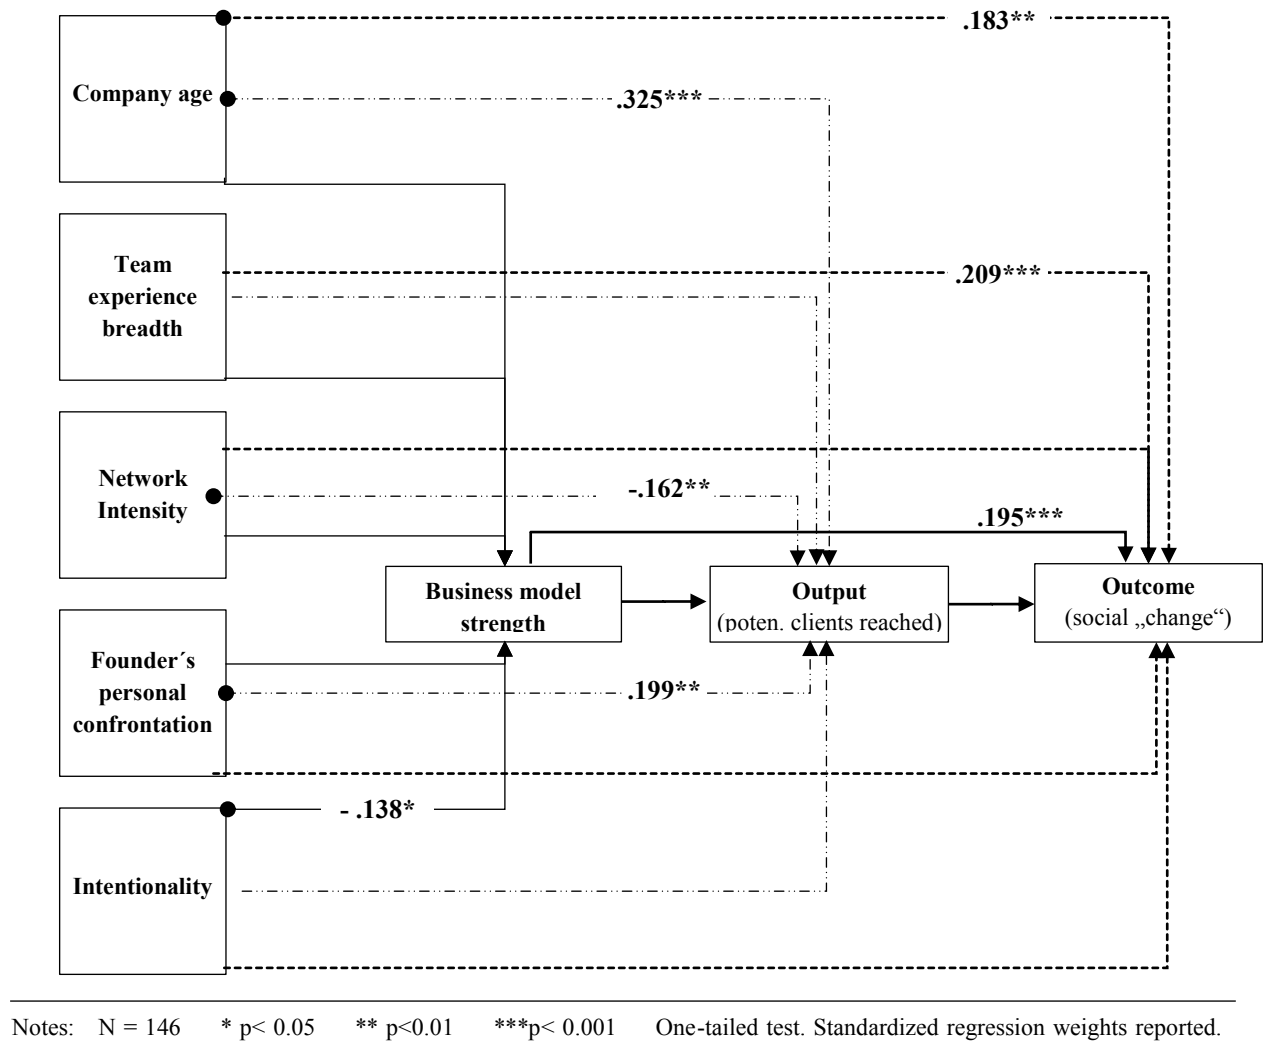 .183**
Company age
.325***
Team
experience
breadth
.209***
Network
Intensity
-.162**
.195***
Business model
strength
Output
(poten. clients reached)
Outcome
(social „change“)
Founder´s
personal
confrontation
.199**
- .138*
Intentionality
Notes: N = 146 * p< 0.05 ** p<0.01 ***p< 0.001 One-tailed test. Standardized regression weights reported.